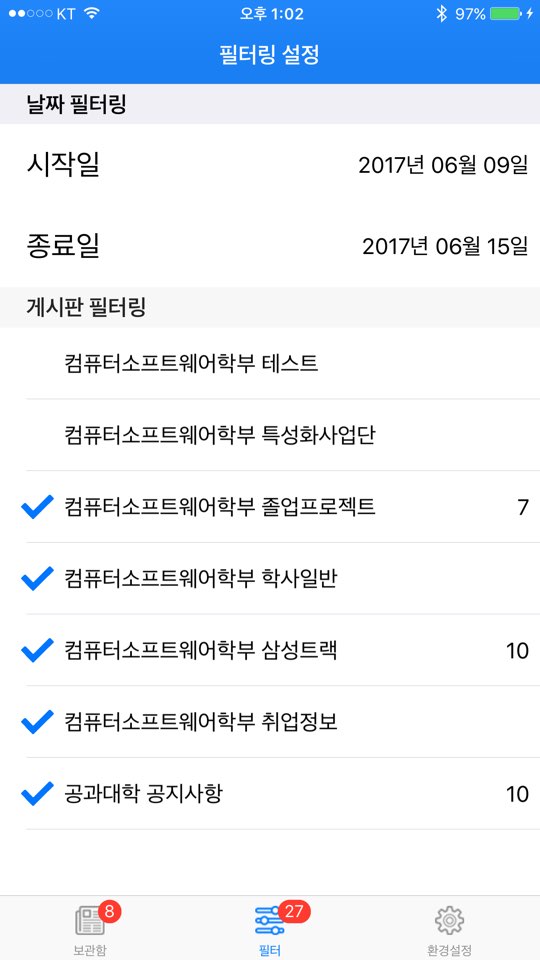 KT 오후 1:02 97%
필터링 설정
날짜 필터링
시작일 2017년 06월 09일
종료일 2017년 06월 15일
게시판 필터링
컴퓨터소프트웨어학부 테스트
컴퓨터소프트웨어학부 특성화사업단
컴퓨터소프트웨어학부 졸업프로젝트 7
컴퓨터소프트웨어학부 학사일반
컴퓨터소프트웨어학부 삼성트랙 10
컴퓨터소프트웨어학부 취업정보
공과대학 공지사항 10
8 27
보관함 필터 환경설정